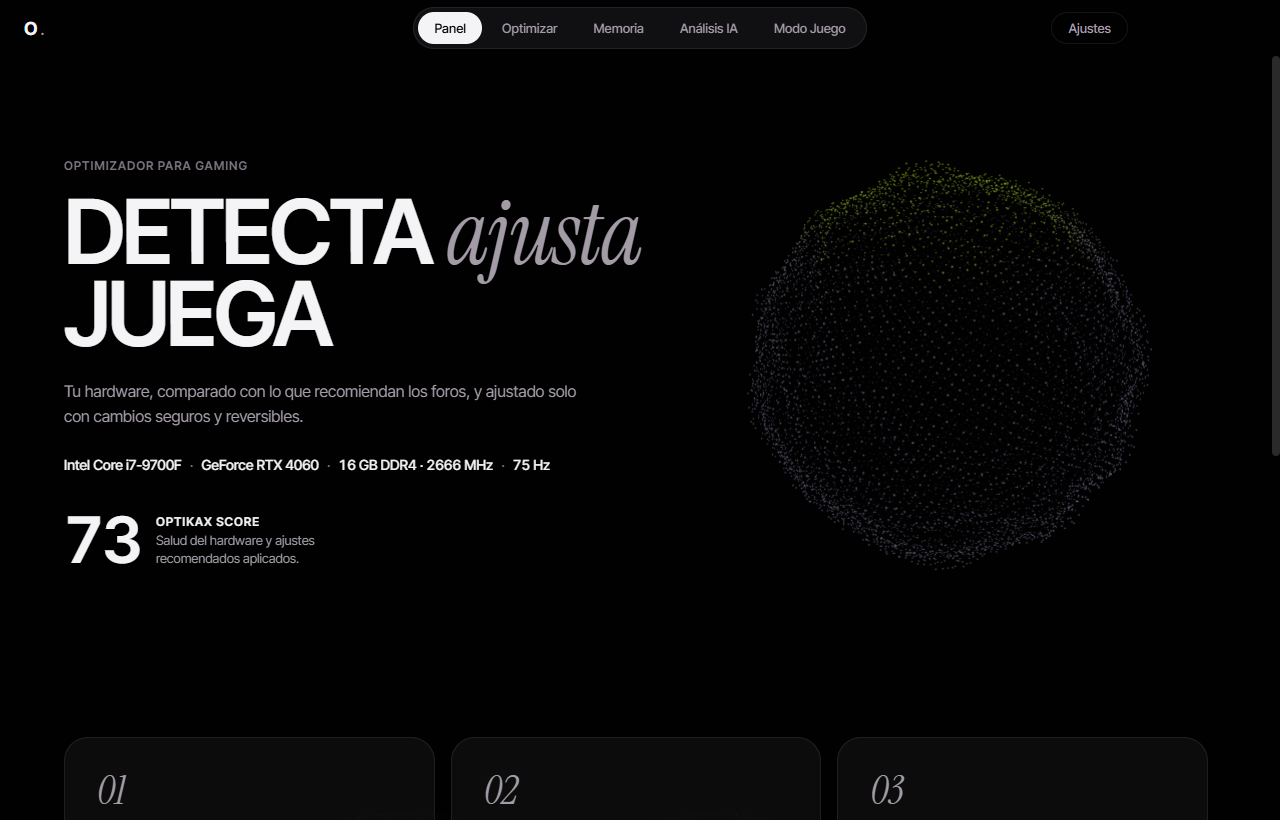 O.
Panel
Optimizar
Memoria
Análisis IA
Modo Juego
Ajustes
OPTIMIZADOR PARA GAMING
DETECTA ajusta
JUEGA
Tu hardware, comparado con lo que recomiendan los foros, y ajustado solo
con cambios seguros y reversibles.
Intel Core i7-9700F · GeForce RTX 4060 · 16 GB DDR4 · 2666 MHz · 75 Hz
73
OPTIKAX SCORE
Salud del hardware y ajustes
recomendados aplicados.
01
02
03